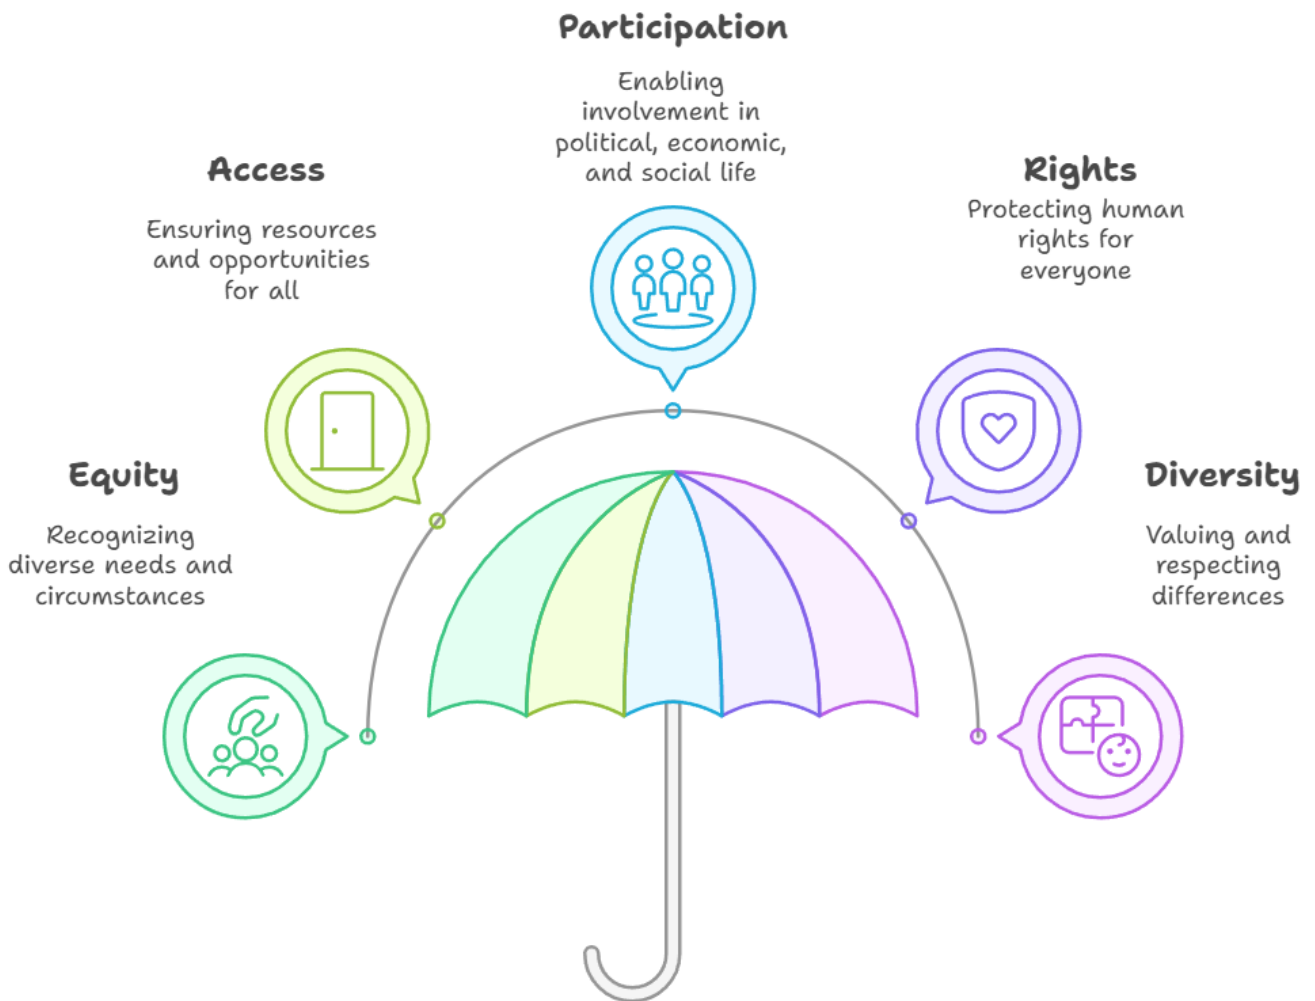 Participation
Enabling
involvement in
political, economic,
and social life
Access
Ensuring resources
and opportunities
for all
Rights
Protecting human
rights for
everyone
Equity
Recognizing
diverse needs and
circumstances
Diversity
Valuing and
respecting
differences